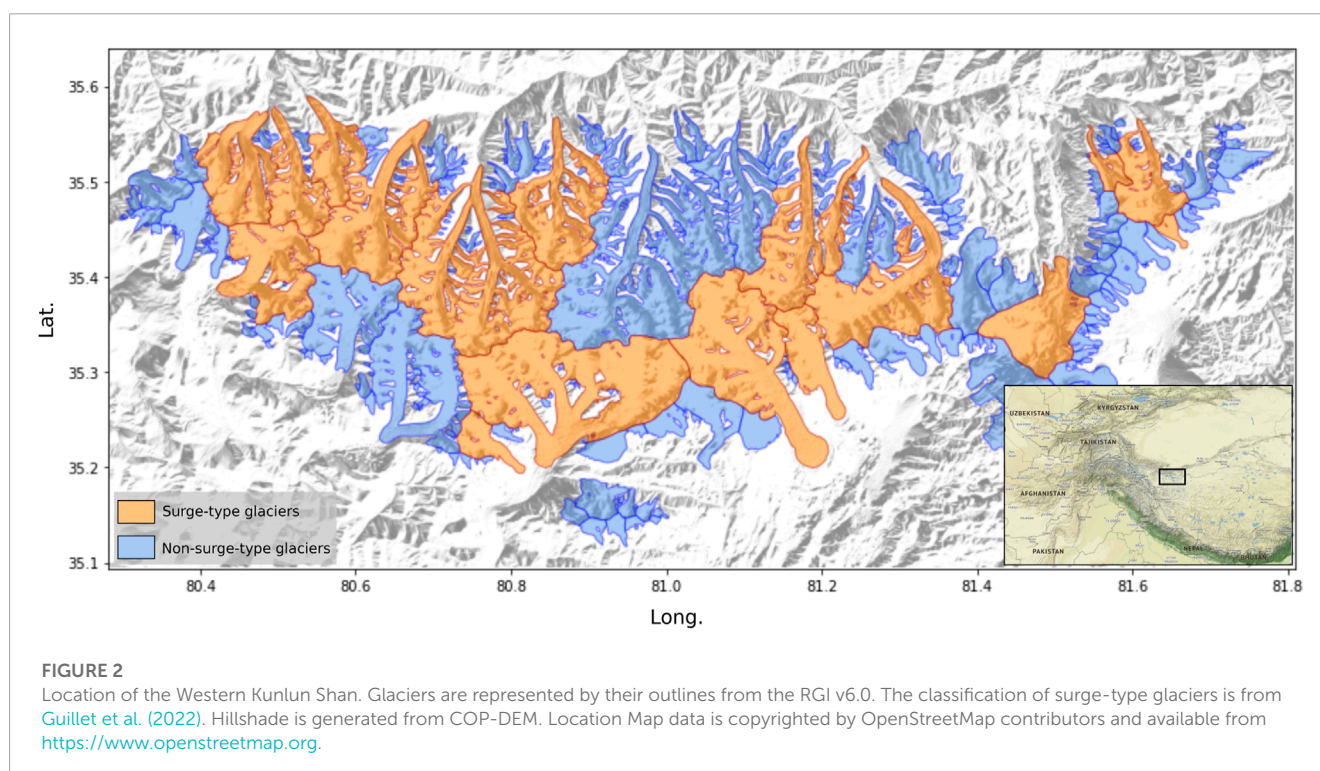 35.6
35.5
35.4
35.3
35.2
35.1
Lat.
80.4 80.6 80.8 81.0 81.2 81.4 81.6 81.8
Long.
Surge-type glaciers
Non-surge-type glaciers
UZBEKISTAN
KYRGYZSTAN
TAJIKISTAN
AFGHANISTAN
PAKISTAN
NEPAL
BHUTAN
FIGURE 2
Location of the Western Kunlun Shan. Glaciers are represented by their outlines from the RGI v6.0. The classification of surge-type glaciers is from
Guillet et al. (2022). Hillshade is generated from COP-DEM. Location Map data is copyrighted by OpenStreetMap contributors and available from
https://www.openstreetmap.org.